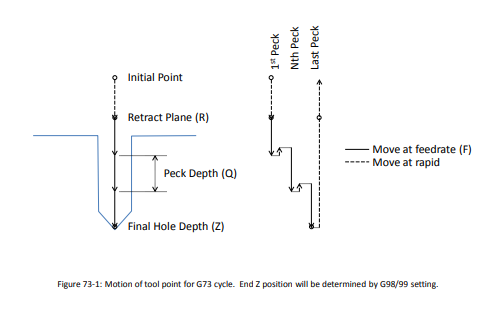 1st Peck
Nth Peck
Last Peck
Initial Point
Retract Plane (R)
Peck Depth (Q)
Final Hole Depth (Z)
Move at feedrate (F)
Move at rapid
Figure 73-1: Motion of tool point for G73 cycle. End Z position will be determined by G98/99 setting.